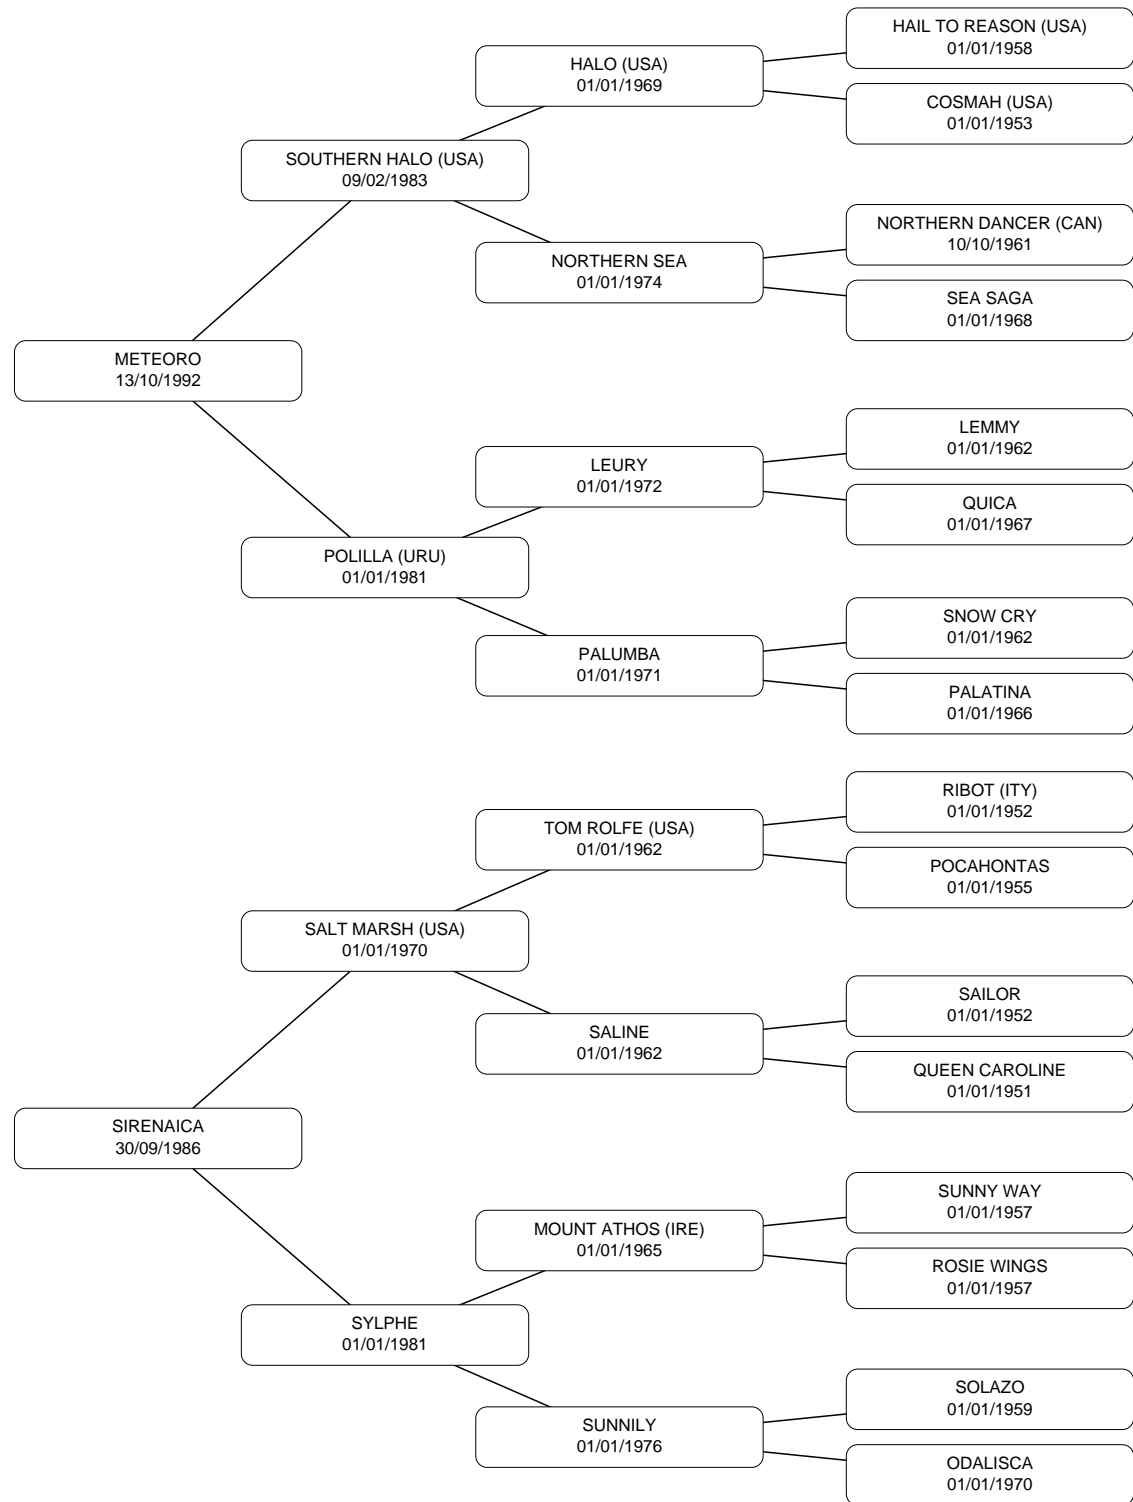 HAIL TO REASON (USA)
01/01/1958
HALO (USA)
01/01/1969
COSMAH (USA)
01/01/1953
SOUTHERN HALO (USA)
09/02/1983
NORTHERN DANCER (CAN)
10/10/1961
NORTHERN SEA
01/01/1974
SEA SAGA
01/01/1968
METEORO
13/10/1992
LEMMY
01/01/1962
LEURY
01/01/1972
QUICA
01/01/1967
POLILLA (URU)
01/01/1981
SNOW CRY
01/01/1962
PALUMBA
01/01/1971
PALATINA
01/01/1966
RIBOT (ITY)
01/01/1952
TOM ROLFE (USA)
01/01/1962
POCAHONTAS
01/01/1955
SALT MARSH (USA)
01/01/1970
SAILOR
01/01/1952
SALINE
01/01/1962
QUEEN CAROLINE
01/01/1951
SIRENAICA
30/09/1986
SUNNY WAY
01/01/1957
MOUNT ATHOS (IRE)
01/01/1965
ROSIE WINGS
01/01/1957
SYLPHE
01/01/1981
SOLAZO
01/01/1959
SUNNILY
01/01/1976
ODALISCA
01/01/1970